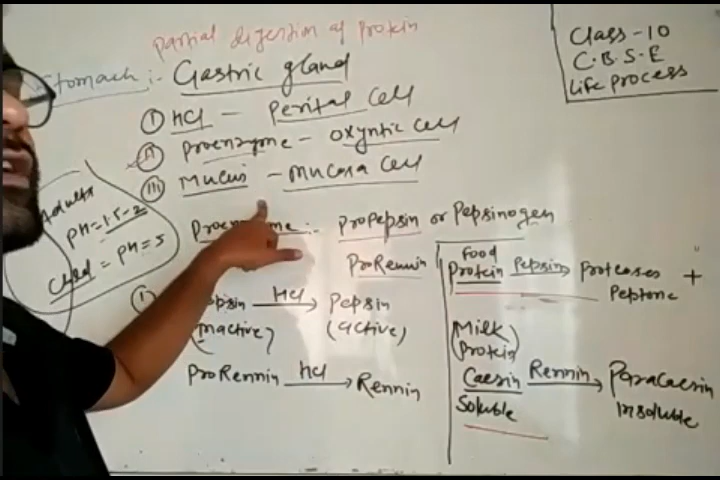 partial digestion of protein
Class-10
C.B.S.E
Life process
Stomach:- Gastric gland
(I) HCl - Perital cell
(II) Proenzyme - oxyntic cell
(III) Mucus - Mucosa cell
Adults
PH=1.5-2
Child = PH=5
:- ProPepsin or Pepsinogen
ProRennin
(I)
HCl → Pepsin
(inactive) (active)
ProRennin HCl → Rennin
Food
Protein Pepsin → Proteoses +
Peptone
(Milk
Protein)
Caesin Rennin → Paracaesin
Soluble Insoluble